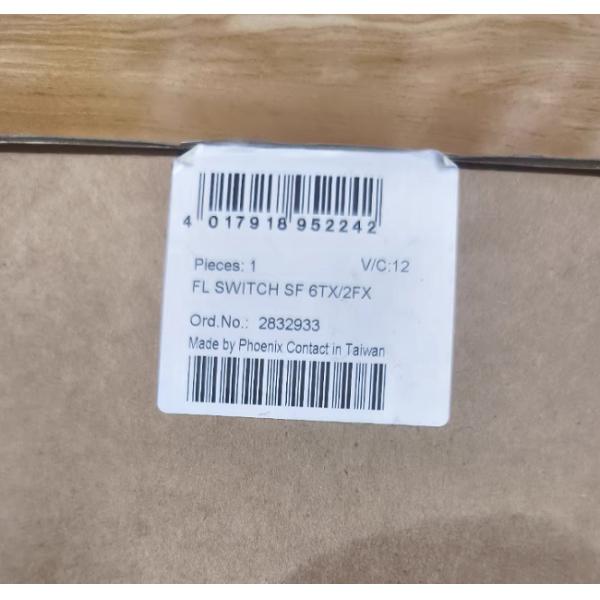 4 017918 952242
Pieces: 1 V/C:12
FL SWITCH SF 6TX/2FX
Ord.No.: 2832933
Made by Phoenix Contact in Taiwan